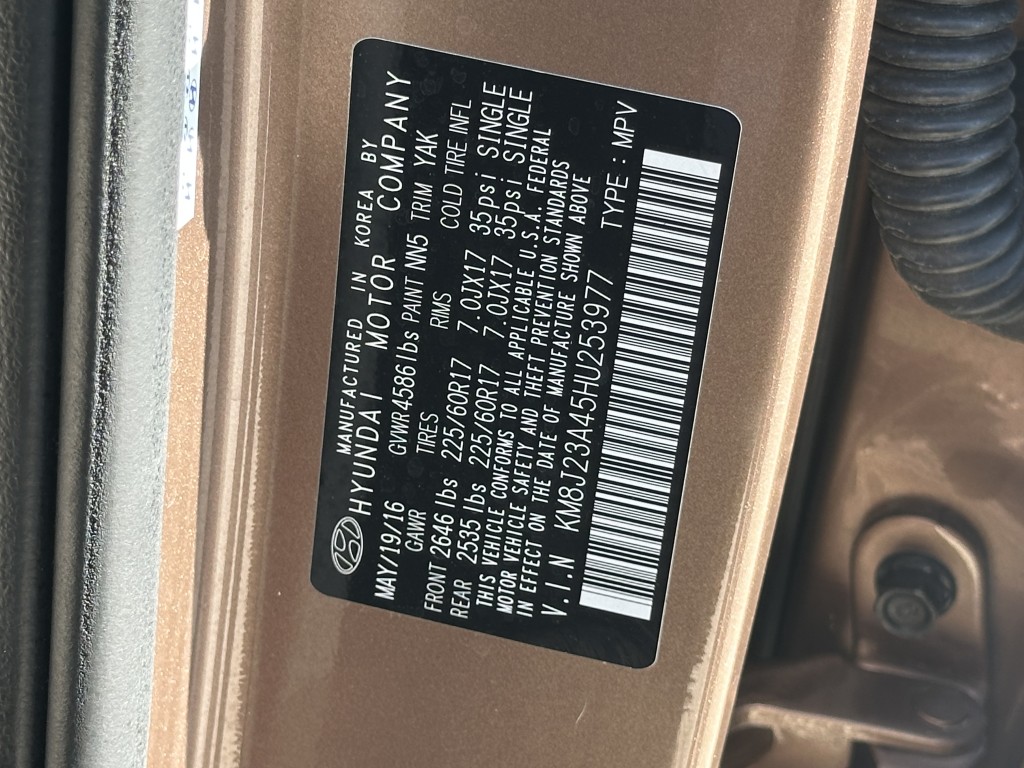 MANUFACTURED IN KOREA BY
HYUNDAI MOTOR COMPANY
MAY/19/16 GVWR 4586 lbs PAINT NN5 TRIM YAK
GAWR TIRES RIMS COLD TIRE INFL
FRONT 2646 lbs 225/60R17 7.0JX17 35psi SINGLE
REAR 2535 lbs 225/60R17 7.0JX17 35psi SINGLE
THIS VEHICLE CONFORMS TO ALL APPLICABLE U.S.A. FEDERAL
MOTOR VEHICLE SAFETY AND THEFT PREVENTION STANDARDS
IN EFFECT ON THE DATE OF MANUFACTURE SHOWN ABOVE
V.I.N KM8J23A45HU253977 TYPE : MPV